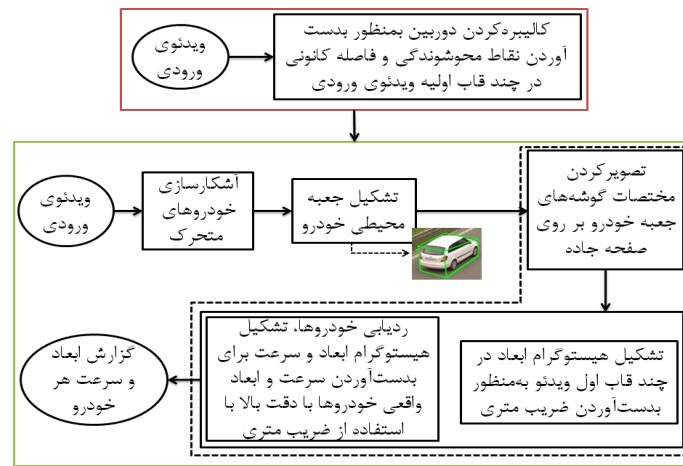 ویدئوی
ورودی
کالیبره‌کردن دوربین بمنظور بدست
آوردن نقاط محوشوندگی و فاصله کانونی
در چند قاب اولیه ویدئوی ورودی
ویدئوی
ورودی
آشکارسازی
خودروهای
متحرک
تشکیل جعبه
محیطی خودرو
تصویرکردن
مختصات گوشه‌های
جعبه خودرو بر روی
صفحه جاده
تشکیل هیستوگرام ابعاد در
چند قاب اول ویدئو به‌منظور
بدست‌آوردن ضریب متری
ردیابی خودروها، تشکیل
هیستوگرام ابعاد و سرعت برای
بدست‌آوردن سرعت و ابعاد
واقعی خودروها با دقت بالا با
استفاده از ضریب متری
گزارش ابعاد
و سرعت هر
خودرو